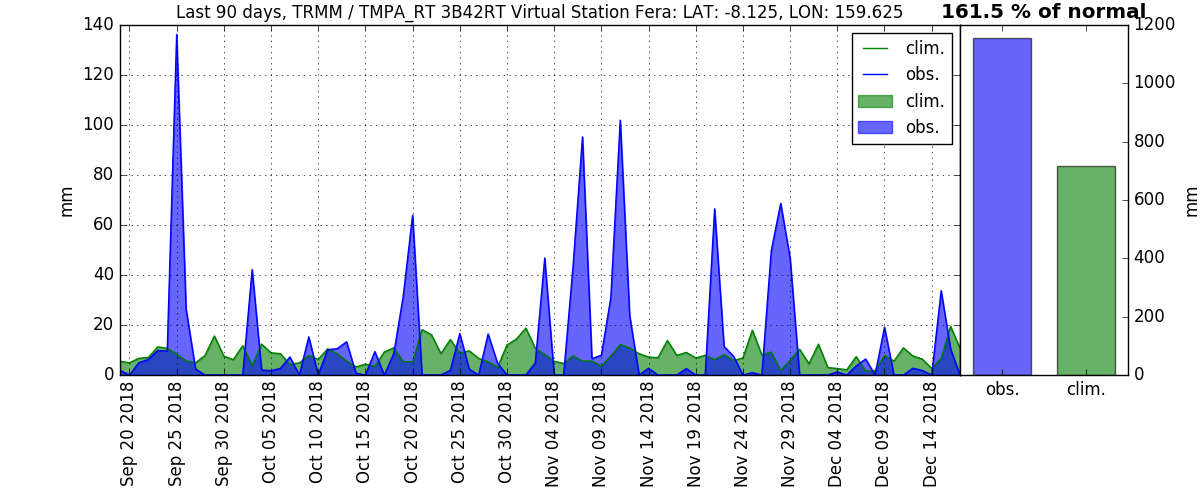 Last 90 days, TRMM / TMPA_RT 3B42RT Virtual Station Fera: LAT: -8.125, LON: 159.625
161.5 % of normal
140
120
100
80
60
40
20
0
mm
clim.
obs.
clim.
obs.
Sep 20 2018
Sep 25 2018
Sep 30 2018
Oct 05 2018
Oct 10 2018
Oct 15 2018
Oct 20 2018
Oct 25 2018
Oct 30 2018
Nov 04 2018
Nov 09 2018
Nov 14 2018
Nov 19 2018
Nov 24 2018
Nov 29 2018
Dec 04 2018
Dec 09 2018
Dec 14 2018
1200
1000
800
600
400
200
0
mm
obs.
clim.